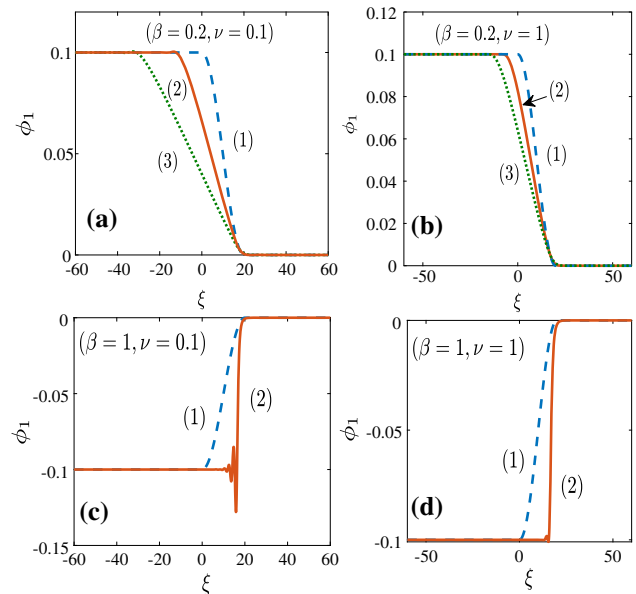 (β = 0.2, ν = 0.1)
0.1
0.05
0
ϕ₁
(1)
(2)
(3)
(a)
-60 -40 -20 0 20 40 60
ξ
(β = 0.2, ν = 1)
0.12
0.1
0.08
0.06
0.04
0.02
0
ϕ₁
(2)
(1)
(3)
(b)
-50 0 50
ξ
(β = 1, ν = 0.1)
0
-0.05
-0.1
-0.15
ϕ₁
(1)
(2)
(c)
-60 -40 -20 0 20 40 60
ξ
(β = 1, ν = 1)
0
-0.05
-0.1
ϕ₁
(1)
(2)
(d)
-50 0 50
ξ